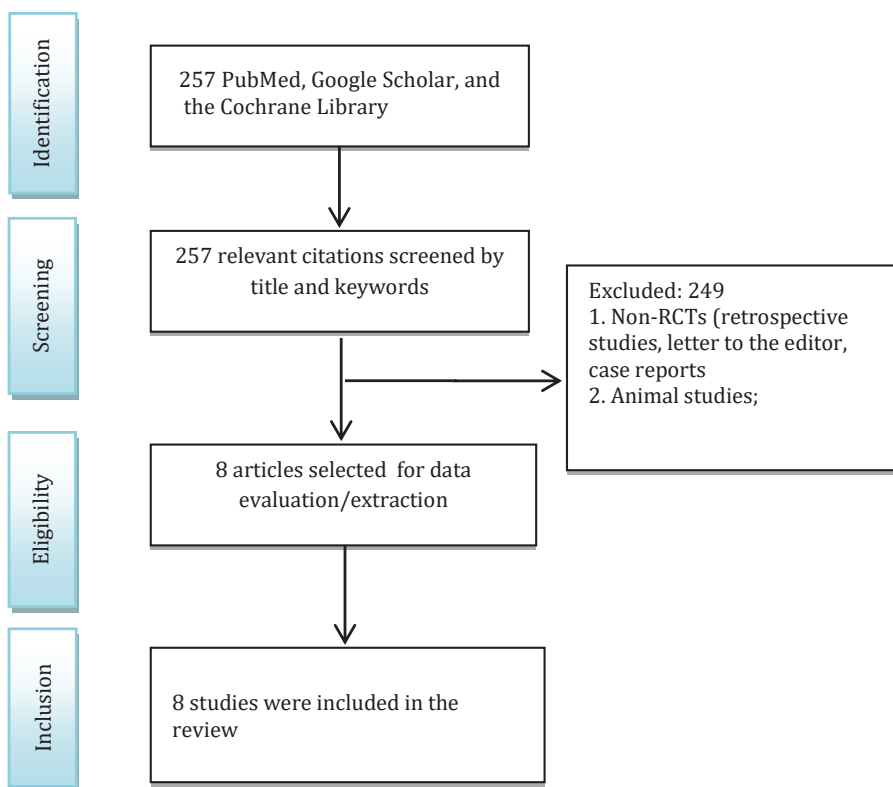 Identification
257 PubMed, Google Scholar, and
the Cochrane Library
Screening
257 relevant citations screened by
title and keywords
Excluded: 249
1. Non-RCTs (retrospective
studies, letter to the editor,
case reports
2. Animal studies;
Eligibility
8 articles selected for data
evaluation/extraction
Inclusion
8 studies were included in the
review